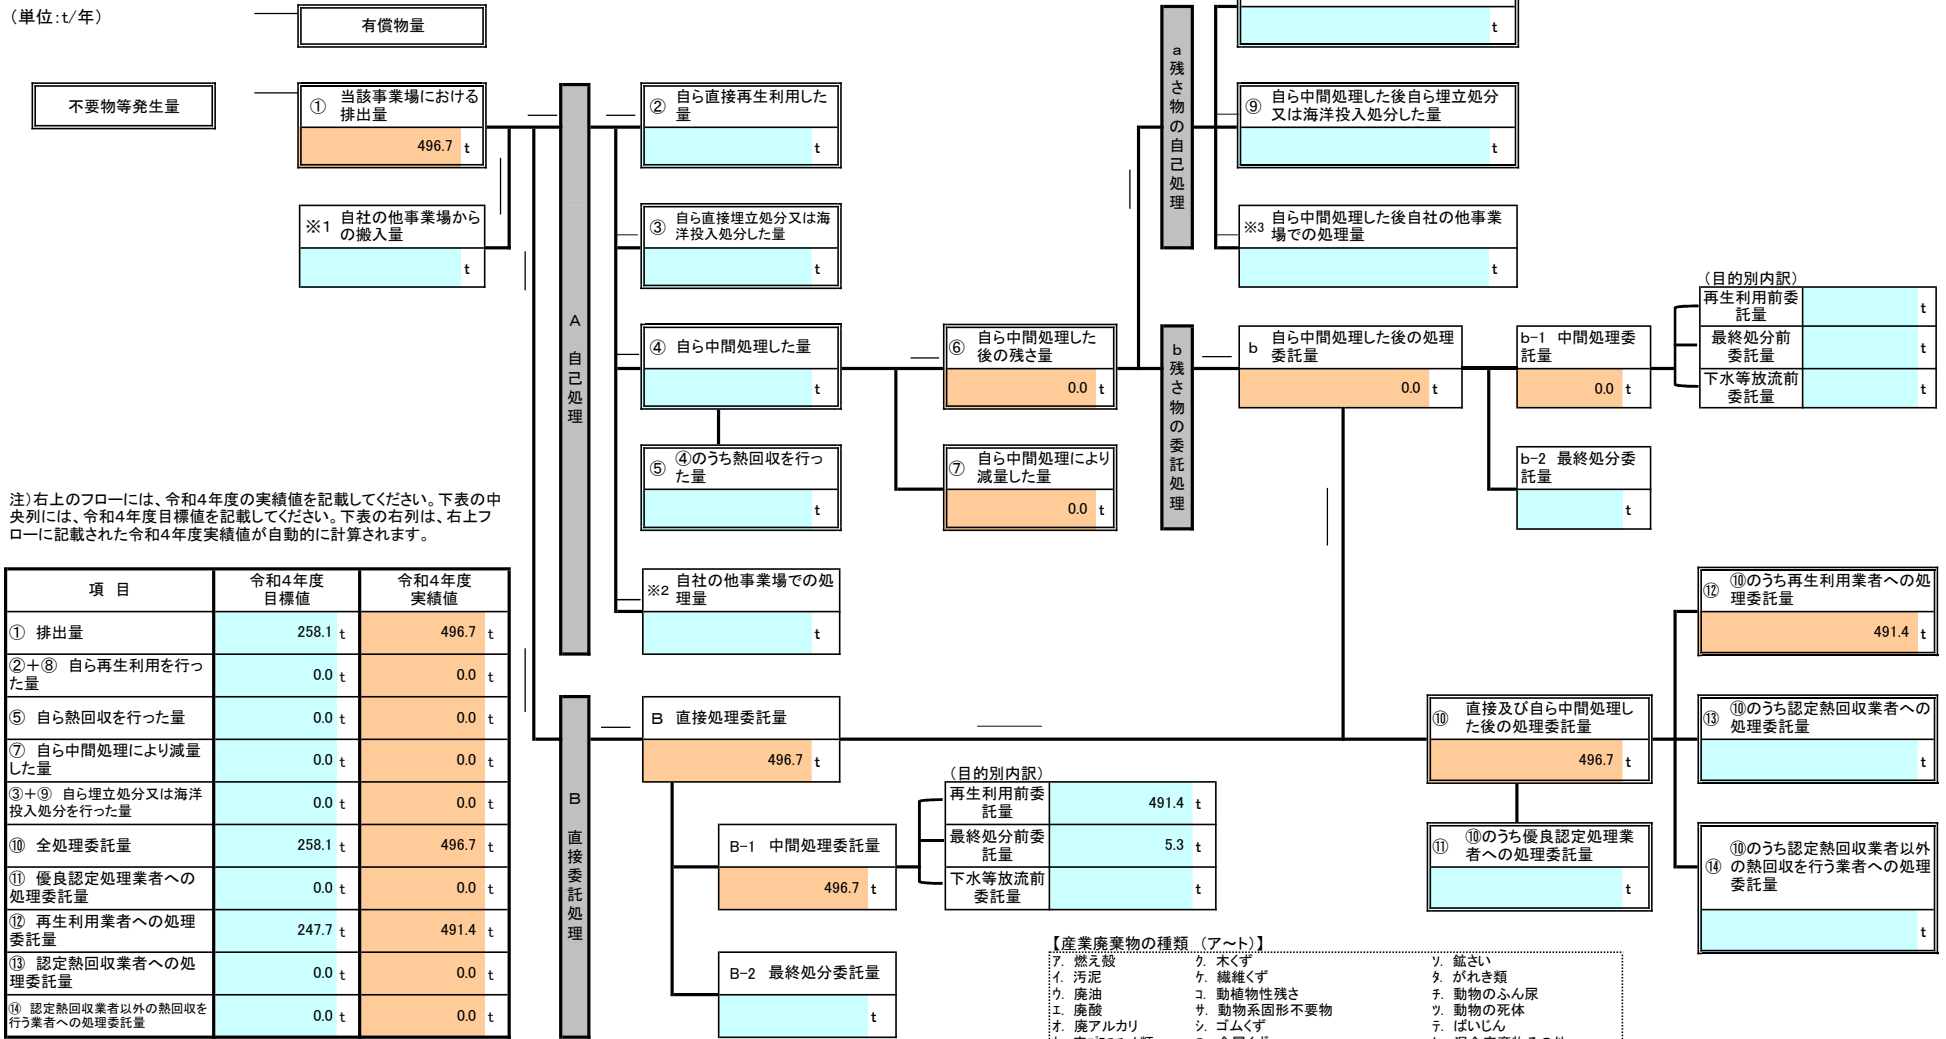 （単位:t/年）
有償物量
t
不要物等発生量
① 当該事業場における
排出量
496.7 t
※1 自社の他事業場から
の搬入量
t
A 自己処理
② 自ら直接再生利用した
量
t
③ 自ら直接埋立処分又は海
洋投入処分した量
t
④ 自ら中間処理した量
t
⑤ ④のうち熱回収を行っ
た量
t
※2 自社の他事業場での処
理量
t
⑥ 自ら中間処理した
後の残さ量
0.0 t
⑦ 自ら中間処理により
減量した量
0.0 t
a残さ物の自己処理
⑨ 自ら中間処理した後自ら埋立処分
又は海洋投入処分した量
t
※3 自ら中間処理した後自社の他事業
場での処理量
t
b残さ物の委託処理
b 自ら中間処理した後の処理
委託量
0.0 t
b-1 中間処理委
託量
0.0 t
b-2 最終処分委
託量
t
（目的別内訳）
再生利用前委
託量
t
最終処分前
委託量
t
下水等放流前
委託量
t
注）右上のフローには、令和4年度の実績値を記載してください。下表の中
央列には、令和4年度目標値を記載してください。下表の右列は、右上フ
ローに記載された令和4年度実績値が自動的に計算されます。
項 目 令和4年度 目標値 令和4年度 実績値
① 排出量 258.1 t 496.7 t
②＋⑧ 自ら再生利用を行っ
た量 0.0 t 0.0 t
⑤ 自ら熱回収を行った量 0.0 t 0.0 t
⑦ 自ら中間処理により減量
した量 0.0 t 0.0 t
③＋⑨ 自ら埋立処分又は海洋
投入処分を行った量 0.0 t 0.0 t
⑩ 全処理委託量 258.1 t 496.7 t
⑪ 優良認定処理業者への
処理委託量 0.0 t 0.0 t
⑫ 再生利用業者への処理
委託量 247.7 t 491.4 t
⑬ 認定熱回収業者への処
理委託量 0.0 t 0.0 t
⑭ 認定熱回収業者以外の熱回収を
行う業者への処理委託量 0.0 t 0.0 t
B 直接委託処理
B 直接処理委託量
496.7 t
B-1 中間処理委託量
496.7 t
B-2 最終処分委託量
t
（目的別内訳）
再生利用前委
託量
491.4 t
最終処分前委
託量
5.3 t
下水等放流前
委託量
t
⑩ 直接及び自ら中間処理し
た後の処理委託量
496.7 t
⑪ ⑩のうち優良認定処理業
者への処理委託量
t
⑫ ⑩のうち再生利用業者への処
理委託量
491.4 t
⑬ ⑩のうち認定熱回収業者への
処理委託量
t
⑭ ⑩のうち認定熱回収業者以外
の熱回収を行う業者への処理
委託量
t
【産業廃棄物の種類 （ア～ト）】
ア. 燃え殻 ク. 木くず ソ. 鉱さい
イ. 汚泥 ケ. 繊維くず タ. がれき類
ウ. 廃油 コ. 動植物性残さ チ. 動物のふん尿
エ. 廃酸 サ. 動物系固形不要物 ツ. 動物の死体
オ. 廃アルカリ シ. ゴムくず テ. ばいじん